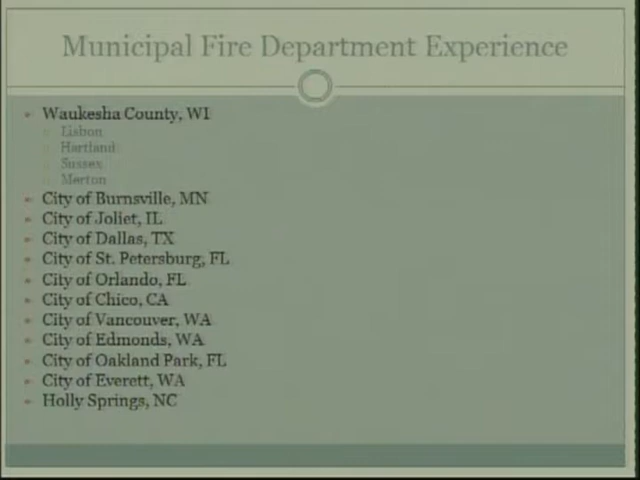 Municipal Fire Department Experience
Waukesha County, WI
Lisbon
Hartland
Sussex
Merton
City of Burnsville, MN
City of Joliet, IL
City of Dallas, TX
City of St. Petersburg, FL
City of Orlando, FL
City of Chico, CA
City of Vancouver, WA
City of Edmonds, WA
City of Oakland Park, FL
City of Everett, WA
Holly Springs, NC